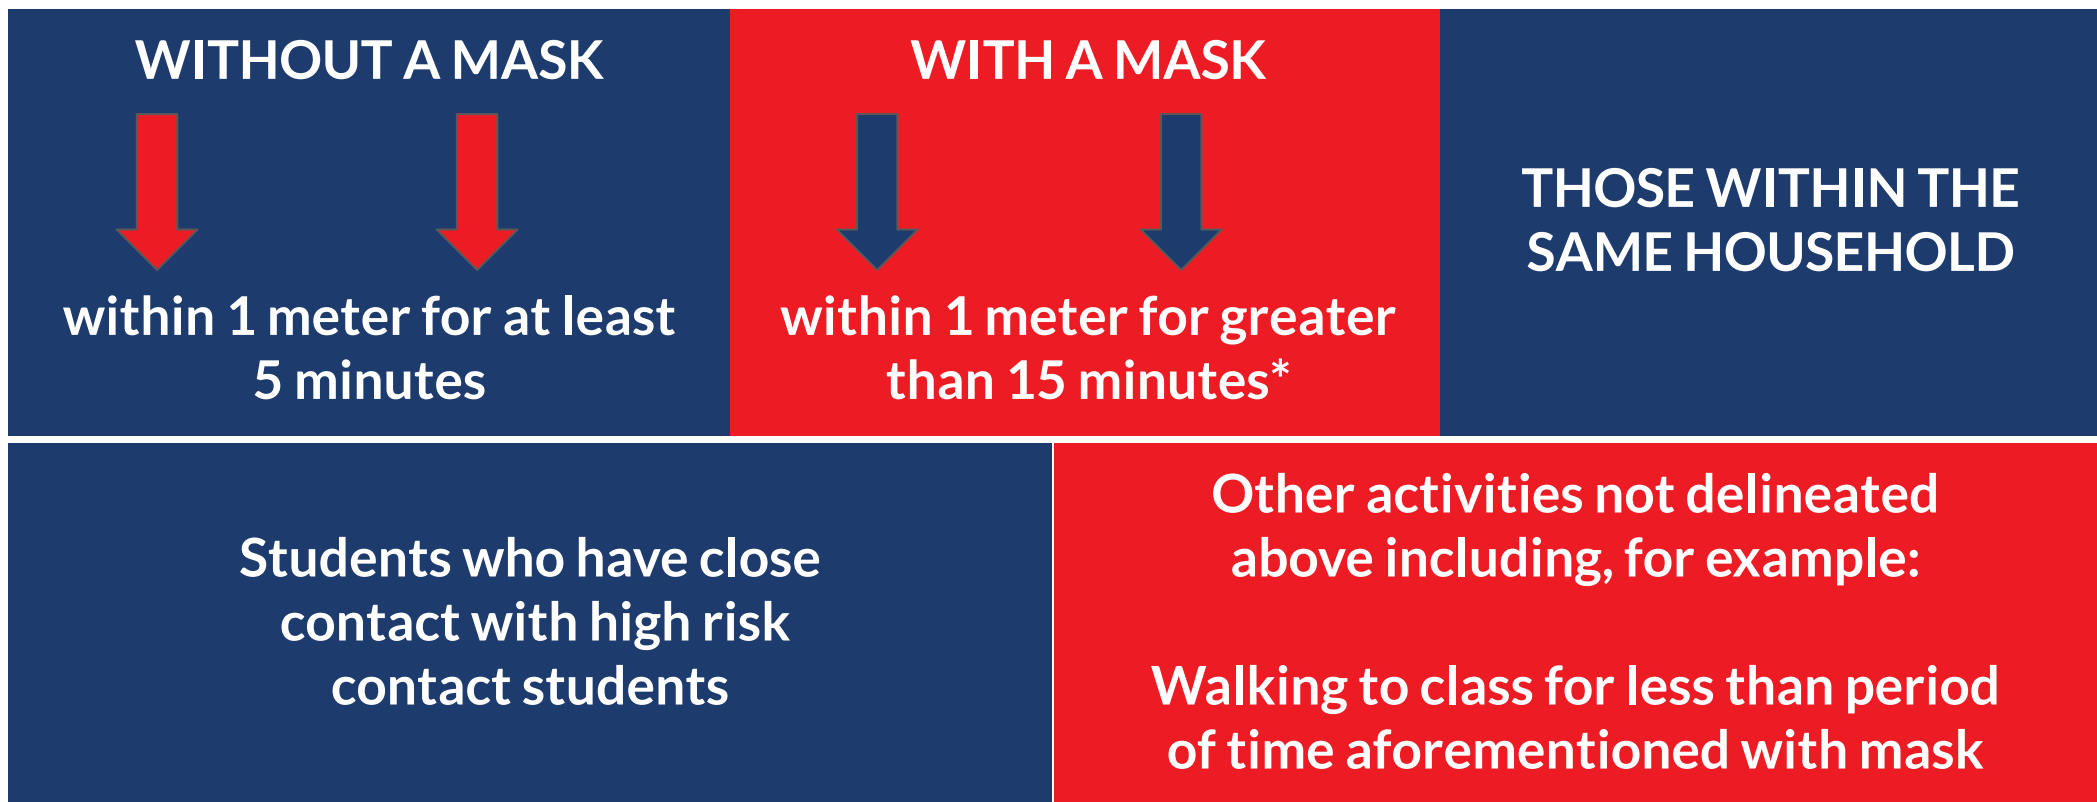 WITHOUT A MASK
within 1 meter for at least
5 minutes
WITH A MASK
within 1 meter for greater
than 15 minutes*
THOSE WITHIN THE
SAME HOUSEHOLD
Students who have close
contact with high risk
contact students
Other activities not delineated
above including, for example:
Walking to class for less than period
of time aforementioned with mask